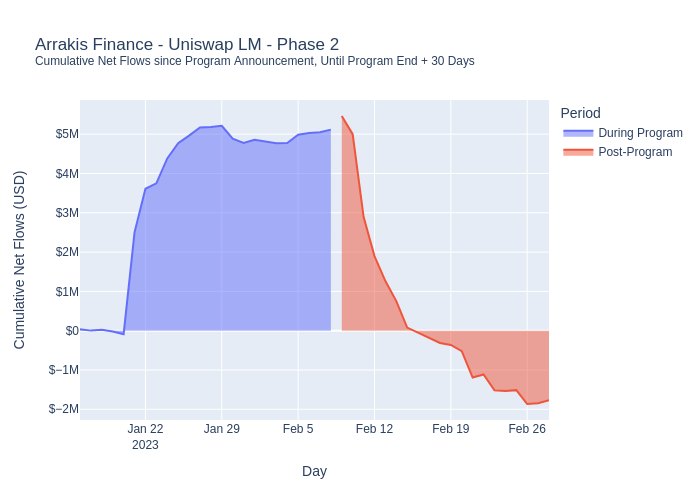 Arrakis Finance - Uniswap LM - Phase 2
Cumulative Net Flows since Program Announcement, Until Program End + 30 Days
Period
During Program
Post-Program
Cumulative Net Flows (USD)
$5M
$4M
$3M
$2M
$1M
$0
$−1M
$−2M
Jan 22
2023
Jan 29
Feb 5
Feb 12
Feb 19
Feb 26
Day